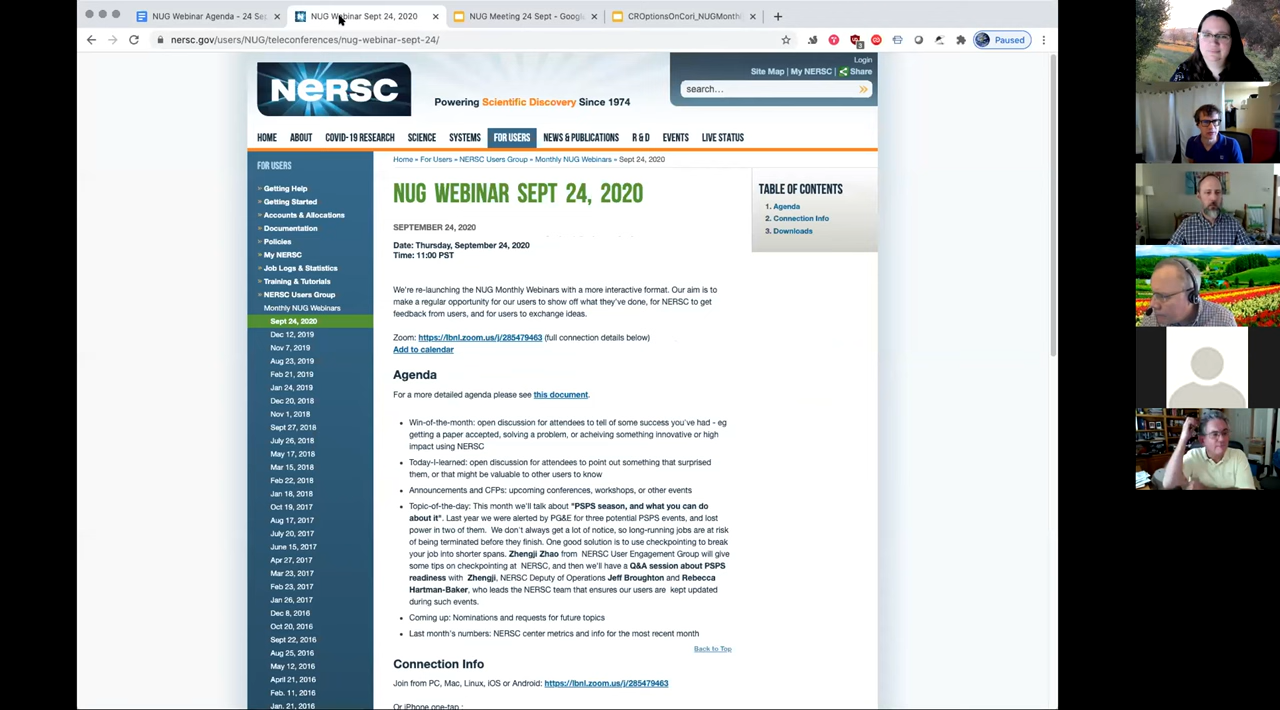 NUG Webinar Agenda - 24 Se
NUG Webinar Sept 24, 2020
NUG Meeting 24 Sept - Googl
CROptionsOnCori_NUGMonth
nersc.gov/users/NUG/teleconferences/nug-webinar-sept-24/
3
Paused
Login
Site Map | My NERSC | Share
search...
NERSC
Powering Scientific Discovery Since 1974
HOME ABOUT COVID-19 RESEARCH SCIENCE SYSTEMS FOR USERS NEWS & PUBLICATIONS R & D EVENTS LIVE STATUS
FOR USERS
Getting Help
Getting Started
Accounts & Allocations
Documentation
Policies
My NERSC
Job Logs & Statistics
Training & Tutorials
NERSC Users Group
Monthly NUG Webinars
Sept 24, 2020
Dec 12, 2019
Nov 7, 2019
Aug 23, 2019
Feb 21, 2019
Jan 24, 2019
Dec 20, 2018
Nov 1, 2018
Sept 27, 2018
July 26, 2018
May 17, 2018
Mar 15, 2018
Feb 22, 2018
Jan 18, 2018
Oct 19, 2017
Aug 17, 2017
July 20, 2017
June 15, 2017
Apr 27, 2017
Mar 23, 2017
Feb 23, 2017
Jan 26, 2017
Dec 8, 2016
Oct 20, 2016
Sept 22, 2016
Aug 25, 2016
May 12, 2016
April 21, 2016
Feb. 11, 2016
Jan. 21, 2016
Home » For Users » NERSC Users Group » Monthly NUG Webinars » Sept 24, 2020
NUG WEBINAR SEPT 24, 2020
SEPTEMBER 24, 2020
Date: Thursday, September 24, 2020
Time: 11:00 PST
We're re-launching the NUG Monthly Webinars with a more interactive format. Our aim is to
make a regular opportunity for our users to show off what they've done, for NERSC to get
feedback from users, and for users to exchange ideas.
Zoom: https://lbnl.zoom.us/j/285479463 (full connection details below)
Add to calendar
Agenda
For a more detailed agenda please see this document.
• Win-of-the-month: open discussion for attendees to tell of some success you've had - eg
getting a paper accepted, solving a problem, or acheiving something innovative or high
impact using NERSC
• Today-I-learned: open discussion for attendees to point out something that surprised
them, or that might be valuable to other users to know
• Announcements and CFPs: upcoming conferences, workshops, or other events
• Topic-of-the-day: This month we'll talk about "PSPS season, and what you can do
about it". Last year we were alerted by PG&E for three potential PSPS events, and lost
power in two of them. We don't always get a lot of notice, so long-running jobs are at risk
of being terminated before they finish. One good solution is to use checkpointing to break
your job into shorter spans. Zhengji Zhao from NERSC User Engagement Group will give
some tips on checkpointing at NERSC, and then we'll have a Q&A session about PSPS
readiness with Zhengji, NERSC Deputy of Operations Jeff Broughton and Rebecca
Hartman-Baker, who leads the NERSC team that ensures our users are kept updated
during such events.
• Coming up: Nominations and requests for future topics
• Last month's numbers: NERSC center metrics and info for the most recent month
Back to Top
Connection Info
Join from PC, Mac, Linux, iOS or Android: https://lbnl.zoom.us/j/285479463
Or iPhone one-tap :
TABLE OF CONTENTS
1. Agenda
2. Connection Info
3. Downloads